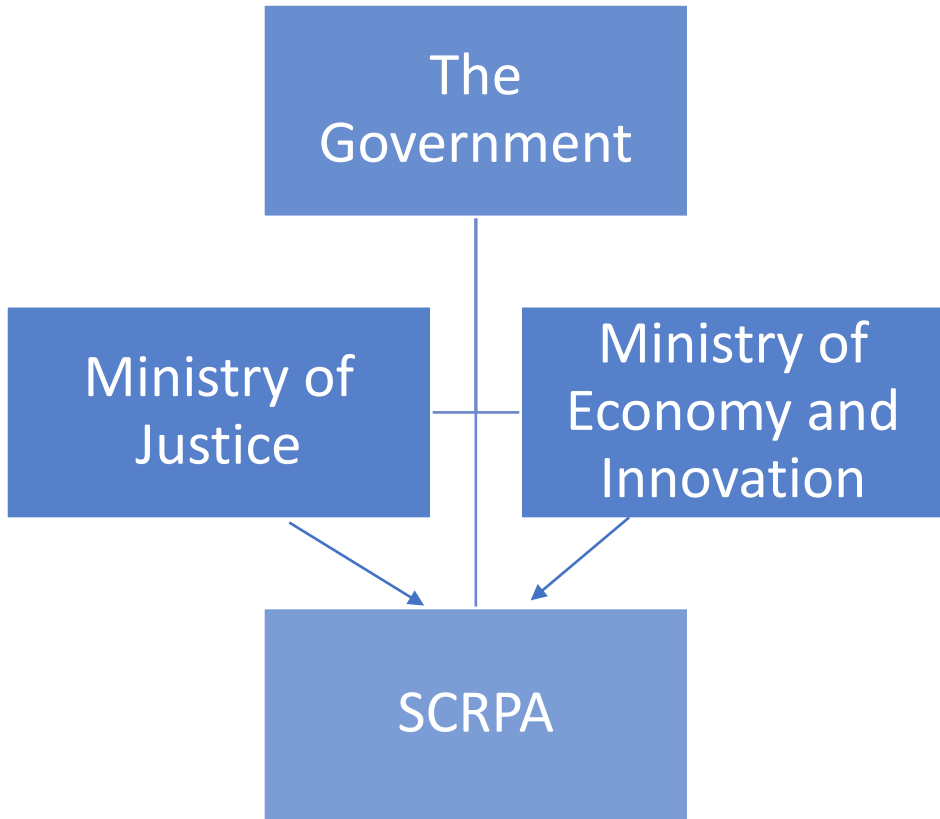 The
Government
Ministry of
Justice
Ministry of
Economy and
Innovation
SCRPA